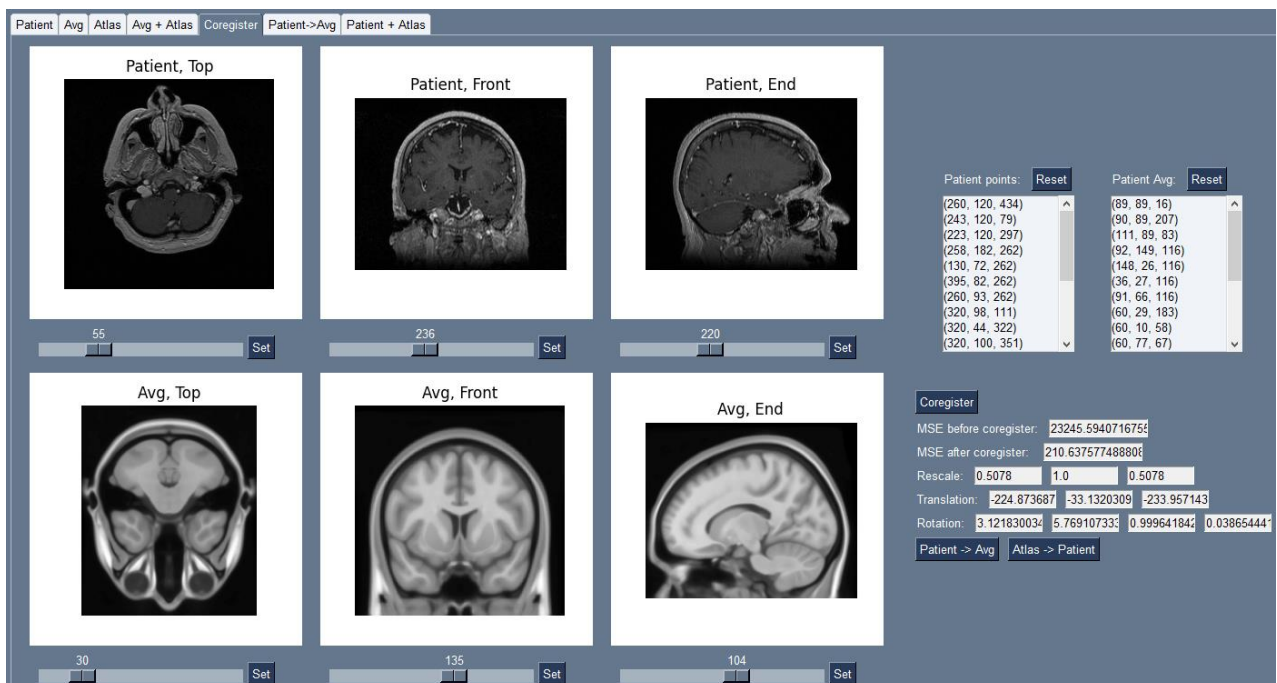 Patient Avg Atlas Avg + Atlas Coregister Patient->Avg Patient + Atlas
Patient, Top
Patient, Front
Patient, End
55
Set
236
Set
220
Set
Avg, Top
Avg, Front
Avg, End
30
Set
135
Set
104
Set
Patient points: Reset
(260, 120, 434)
(243, 120, 79)
(223, 120, 297)
(258, 182, 262)
(130, 72, 262)
(395, 82, 262)
(260, 93, 262)
(320, 98, 111)
(320, 44, 322)
(320, 100, 351)
Patient Avg: Reset
(89, 89, 16)
(90, 89, 207)
(111, 89, 83)
(92, 149, 116)
(148, 26, 116)
(36, 27, 116)
(91, 66, 116)
(60, 29, 183)
(60, 10, 58)
(60, 77, 67)
Coregister
MSE before coregister: 23245.5940716755
MSE after coregister: 210.637577488808
Rescale: 0.5078 1.0 0.5078
Translation: -224.873687 -33.1320309 -233.957143
Rotation: 3.121830034 5.769107333 0.999641842 0.038654441
Patient -> Avg Atlas -> Patient